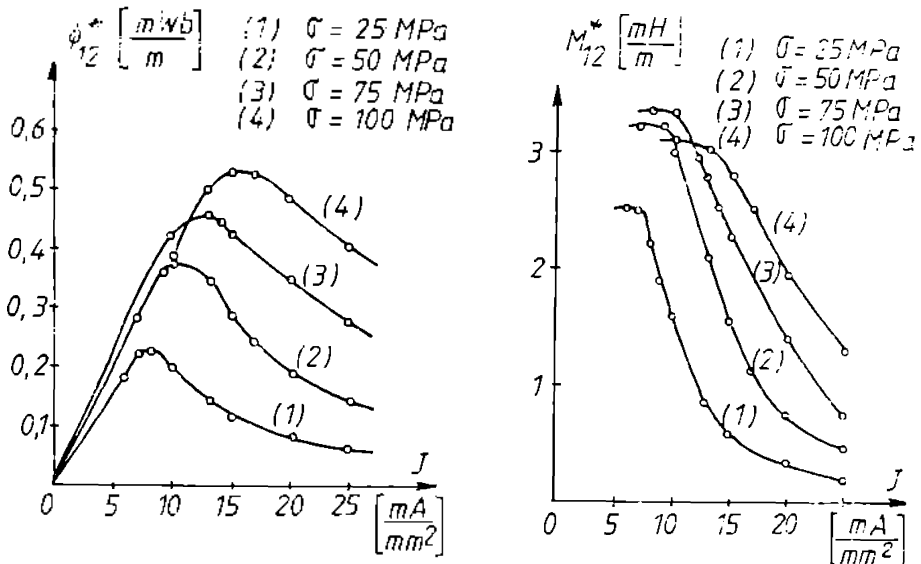 ϕ*12 [mWb/m]
(1) σ = 25 MPa
(2) σ = 50 MPa
(3) σ = 75 MPa
(4) σ = 100 MPa
0,6
0,5
0,4
0,3
0,2
0,1
0 5 10 15 20 25
J
[mA/mm²]
(4)
(3)
(2)
(1)
M*12 [mH/m]
(1) σ = 25 MPa
(2) σ = 50 MPa
(3) σ = 75 MPa
(4) σ = 100 MPa
3
2
1
0 5 10 15 20
J
[mA/mm²]
(4)
(3)
(2)
(1)